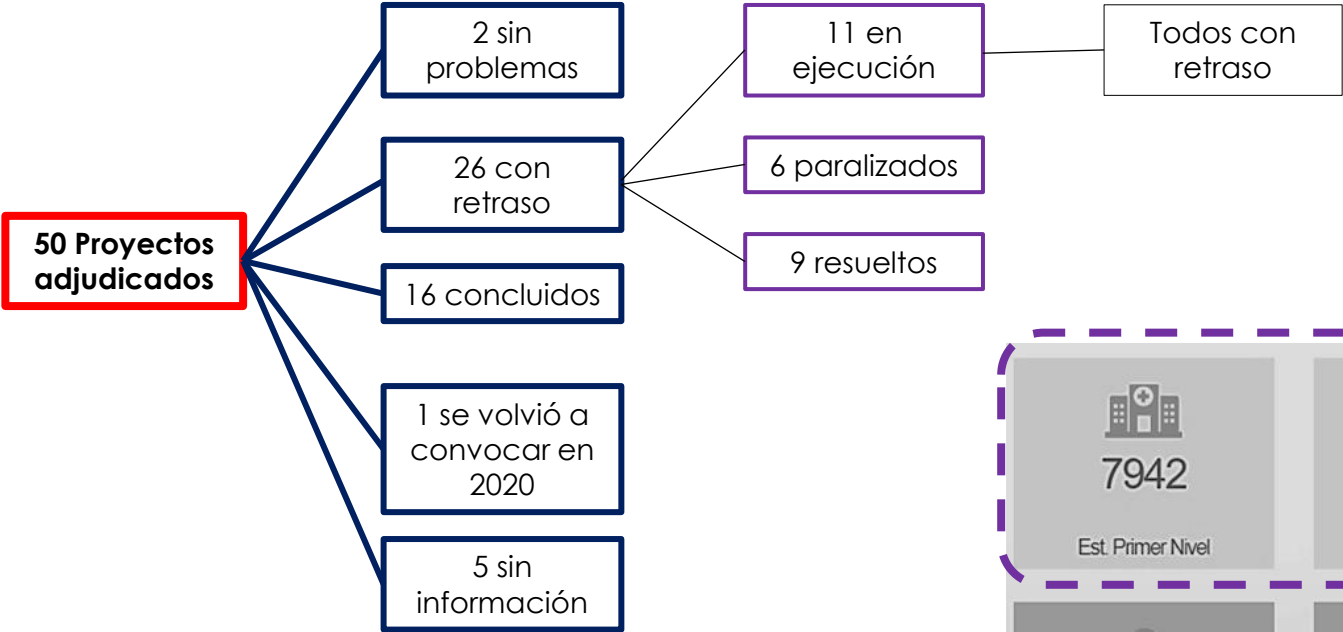 2 sin
problemas
11 en
ejecución
Todos con
retraso
26 con
retraso
6 paralizados
50 Proyectos
adjudicados
9 resueltos
16 concluidos
1 se volvió a
convocar en
2020
5 sin
información
7942
Est. Primer Nivel